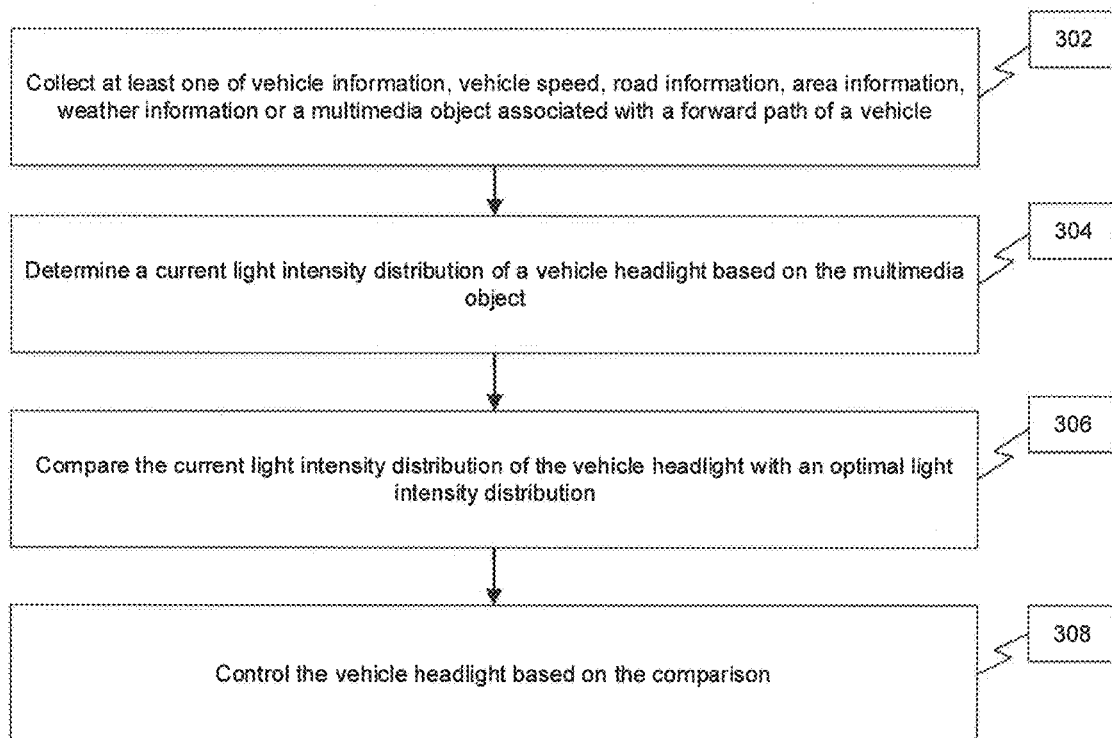 302
Collect at least one of vehicle information, vehicle speed, road information, area information,
weather information or a multimedia object associated with a forward path of a vehicle
304
Determine a current light intensity distribution of a vehicle headlight based on the multimedia
object
306
Compare the current light intensity distribution of the vehicle headlight with an optimal light
intensity distribution
308
Control the vehicle headlight based on the comparison